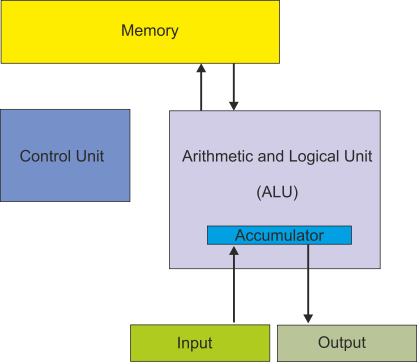 Memory
Control Unit
Arithmetic and Logical Unit
(ALU)
Accumulator
Input
Output